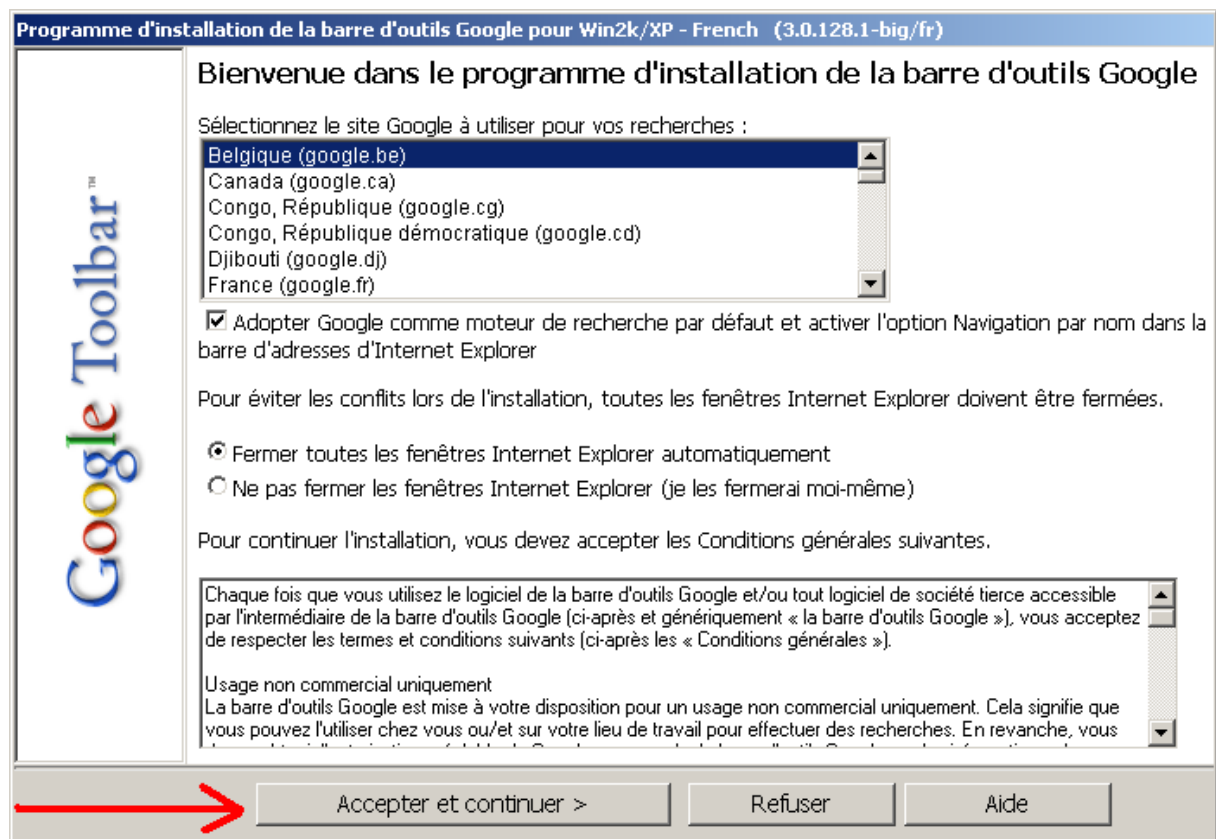 Programme d'installation de la barre d'outils Google pour Win2k/XP - French (3.0.128.1-big/fr)
Google Toolbar™
Bienvenue dans le programme d'installation de la barre d'outils Google
Sélectionnez le site Google à utiliser pour vos recherches :
Belgique (google.be)
Canada (google.ca)
Congo, République (google.cg)
Congo, République démocratique (google.cd)
Djibouti (google.dj)
France (google.fr)
Adopter Google comme moteur de recherche par défaut et activer l'option Navigation par nom dans la
barre d'adresses d'Internet Explorer
Pour éviter les conflits lors de l'installation, toutes les fenêtres Internet Explorer doivent être fermées.
Fermer toutes les fenêtres Internet Explorer automatiquement
Ne pas fermer les fenêtres Internet Explorer (je les fermerai moi-même)
Pour continuer l'installation, vous devez accepter les Conditions générales suivantes.
Chaque fois que vous utilisez le logiciel de la barre d'outils Google et/ou tout logiciel de société tierce accessible
par l'intermédiaire de la barre d'outils Google (ci-après et génériquement « la barre d'outils Google »), vous acceptez
de respecter les termes et conditions suivants (ci-après les « Conditions générales »).
Usage non commercial uniquement
La barre d'outils Google est mise à votre disposition pour un usage non commercial uniquement. Cela signifie que
vous pouvez l'utiliser chez vous ou/et sur votre lieu de travail pour effectuer des recherches. En revanche, vous
Accepter et continuer >
Refuser
Aide